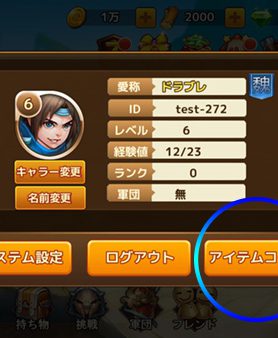 1万
2000
愛称 ドラブレ
ID test-272
レベル 6
経験値 12/23
ランク 0
軍団 無
6
キャラー変更
名前変更
ステム設定
ログアウト
アイテムコ
持ち物
挑戦
軍団
フレンド